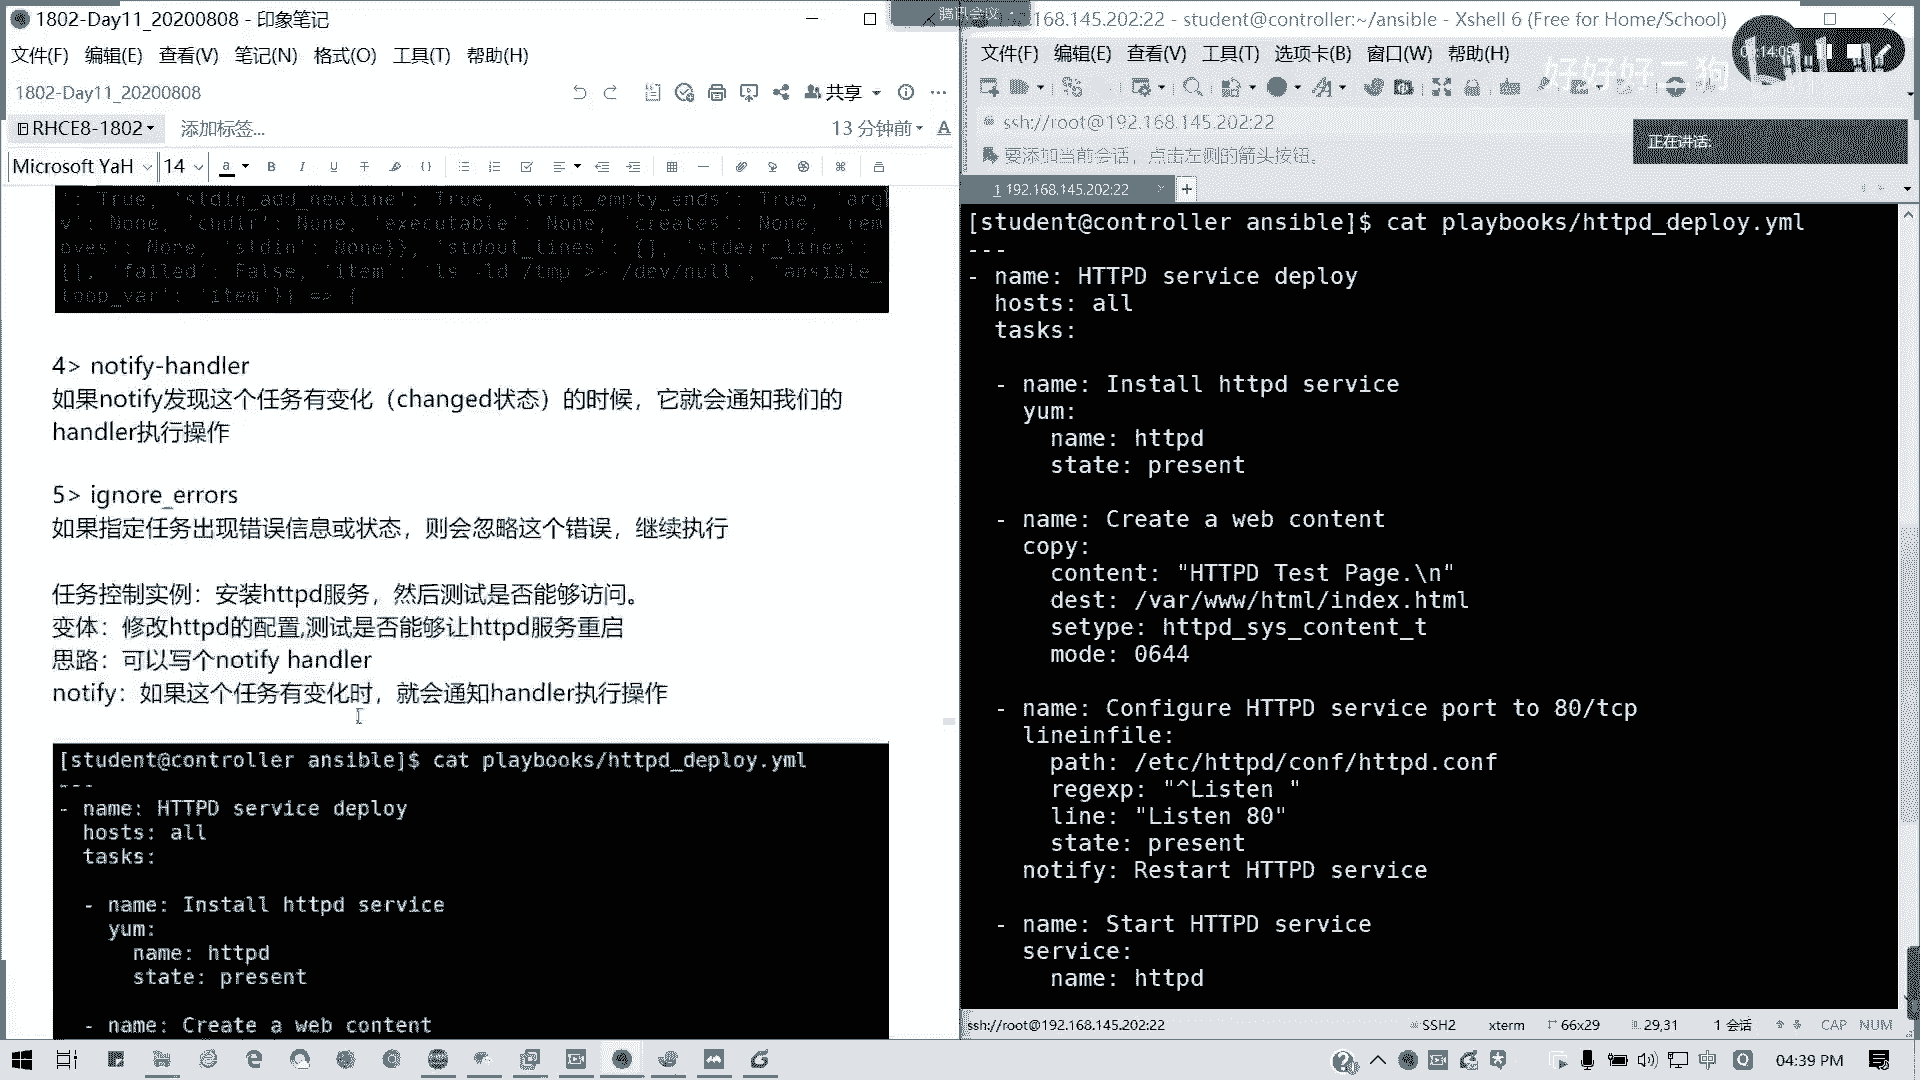 1802-Day11_20200808 - 印象笔记
文件(F) 编辑(E) 查看(V) 笔记(N) 格式(O) 工具(T) 帮助(H)
1802-Day11_20200808
共享
RHCE8-1802
添加标签...
13 分钟前
Microsoft YaH 14
': True, 'stdin_add_newline': True, 'strip_empty_ends': True, 'arg
v': None, 'chdir': None, 'executable': None, 'creates': None, 'rem
oves': None, 'stdin': None}}, 'stdout_lines': [], 'stderr_lines':
[], 'failed': False, 'item': 'ls -ld /tmp >> /dev/null', 'ansible_
loop_var': 'item'}) => {
4> notify-handler
如果notify发现这个任务有变化（changed状态）的时候，它就会通知我们的
handler执行操作
5> ignore_errors
如果指定任务出现错误信息或状态，则会忽略这个错误，继续执行
任务控制实例：安装httpd服务，然后测试是否能够访问。
变体：修改httpd的配置,测试是否能够让httpd服务重启
思路：可以写个notify handler
notify：如果这个任务有变化时，就会通知handler执行操作
[student@controller ansible]$ cat playbooks/httpd_deploy.yml
---
- name: HTTPD service deploy
hosts: all
tasks:
- name: Install httpd service
yum:
name: httpd
state: present
- name: Create a web content
腾讯会议
.168.145.202:22 - student@controller:~/ansible - Xshell 6 (Free for Home/School)
文件(F) 编辑(E) 查看(V) 工具(T) 选项卡(B) 窗口(W) 帮助(H)
好好好二狗
ssh://root@192.168.145.202:22
正在讲话:
要添加当前会话，点击左侧的箭头按钮。
1 192.168.145.202:22
[student@controller ansible]$ cat playbooks/httpd_deploy.yml
---
- name: HTTPD service deploy
hosts: all
tasks:
- name: Install httpd service
yum:
name: httpd
state: present
- name: Create a web content
copy:
content: "HTTPD Test Page.\n"
dest: /var/www/html/index.html
setype: httpd_sys_content_t
mode: 0644
- name: Configure HTTPD service port to 80/tcp
lineinfile:
path: /etc/httpd/conf/httpd.conf
regexp: "^Listen "
line: "Listen 80"
state: present
notify: Restart HTTPD service
- name: Start HTTPD service
service:
name: httpd
ssh://root@192.168.145.202:22 SSH2 xterm 66x29 29,31 1 会话 CAP NUM
中 04:39 PM